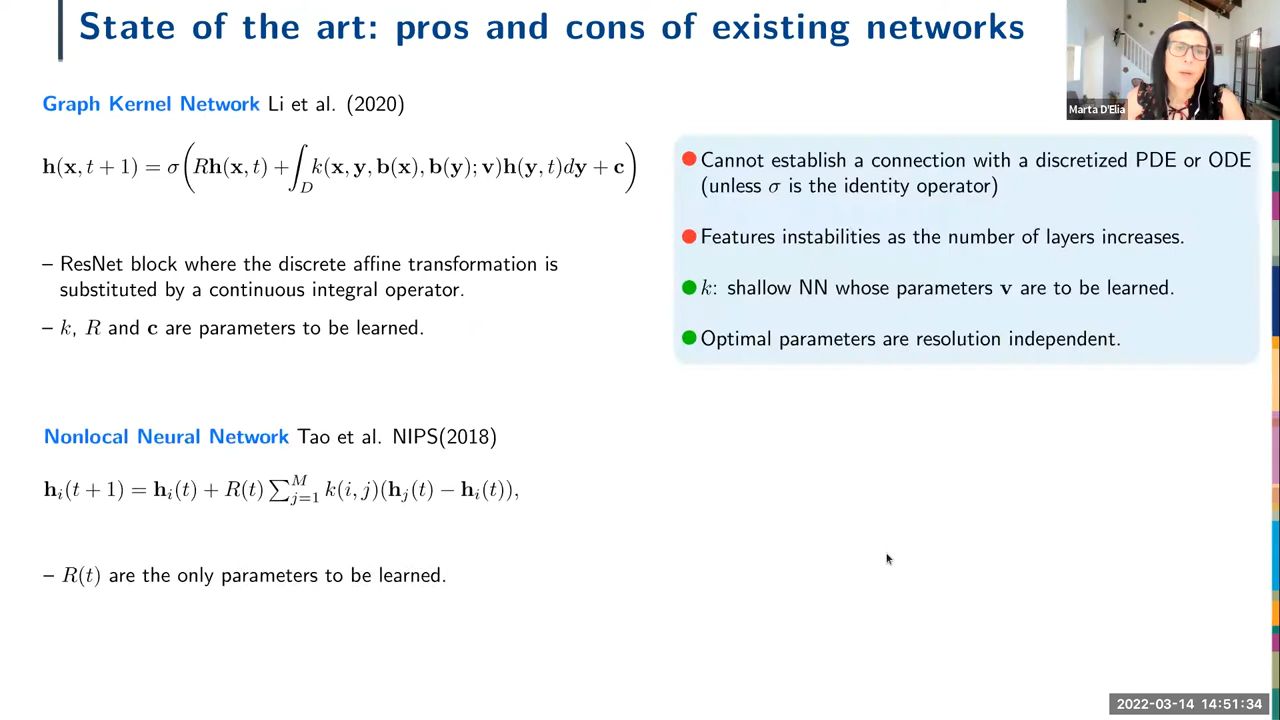 State of the art: pros and cons of existing networks
Marta D'Elia
Graph Kernel Network Li et al. (2020)
h(x, t + 1) = σ(Rh(x, t) + ∫_D k(x, y, b(x), b(y); v)h(y, t)dy + c)
– ResNet block where the discrete affine transformation is
substituted by a continuous integral operator.
– k, R and c are parameters to be learned.
Cannot establish a connection with a discretized PDE or ODE
(unless σ is the identity operator)
Features instabilities as the number of layers increases.
k: shallow NN whose parameters v are to be learned.
Optimal parameters are resolution independent.
Nonlocal Neural Network Tao et al. NIPS(2018)
h_i(t + 1) = h_i(t) + R(t) ∑_{j=1}^{M} k(i, j)(h_j(t) − h_i(t)),
– R(t) are the only parameters to be learned.
2022-03-14 14:51:34